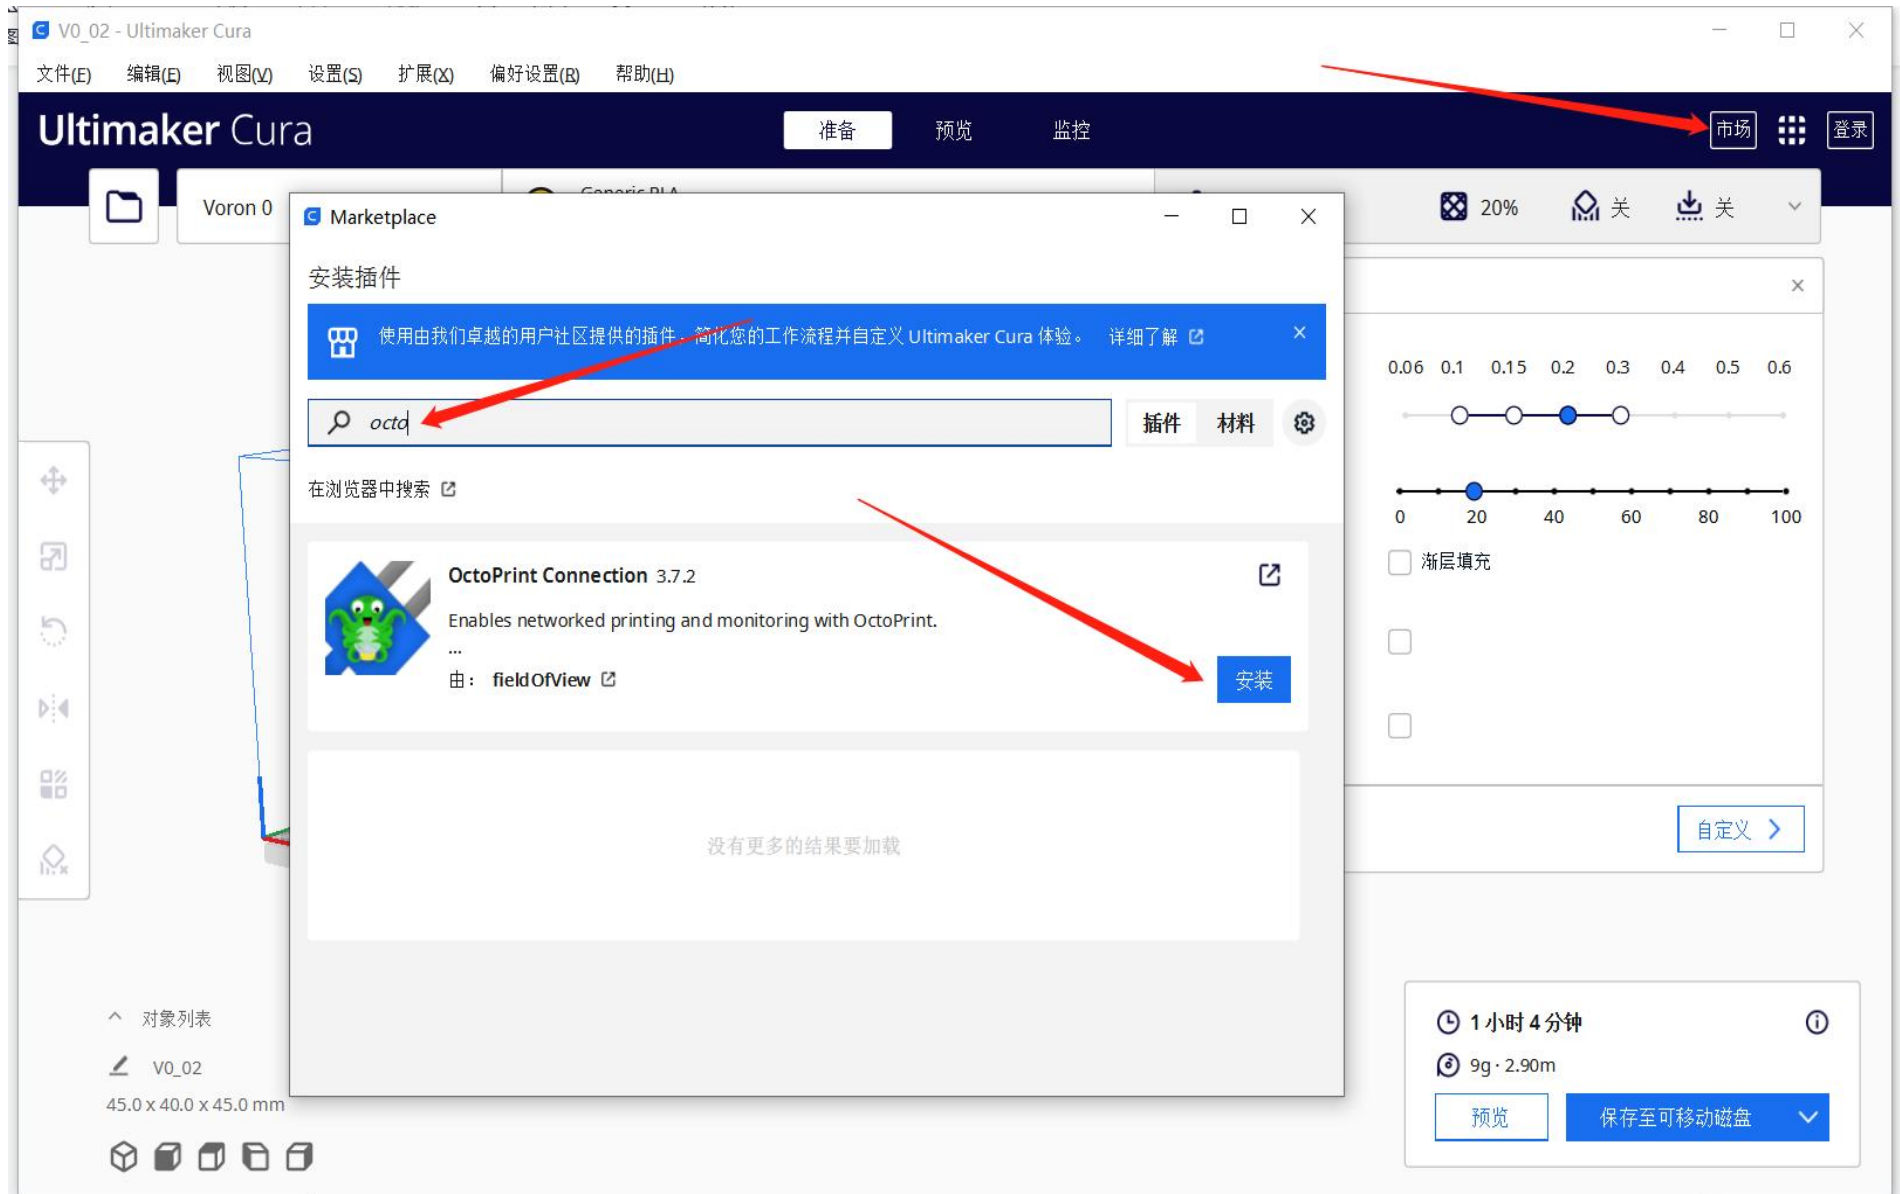 V0_02 - Ultimaker Cura
文件(F) 编辑(E) 视图(V) 设置(S) 扩展(X) 偏好设置(R) 帮助(H)
Ultimaker Cura
准备 预览 监控
市场 登录
Voron 0
Generic PLA
20% 关 关
Marketplace
安装插件
使用由我们卓越的用户社区提供的插件，简化您的工作流程并自定义 Ultimaker Cura 体验。 详细了解
octo
插件 材料
在浏览器中搜索
OctoPrint Connection 3.7.2
Enables networked printing and monitoring with OctoPrint.
...
由： fieldOfView
安装
没有更多的结果要加载
0.06 0.1 0.15 0.2 0.3 0.4 0.5 0.6
0 20 40 60 80 100
渐层填充
自定义
对象列表
V0_02
45.0 x 40.0 x 45.0 mm
1 小时 4 分钟
9g · 2.90m
预览 保存至可移动磁盘